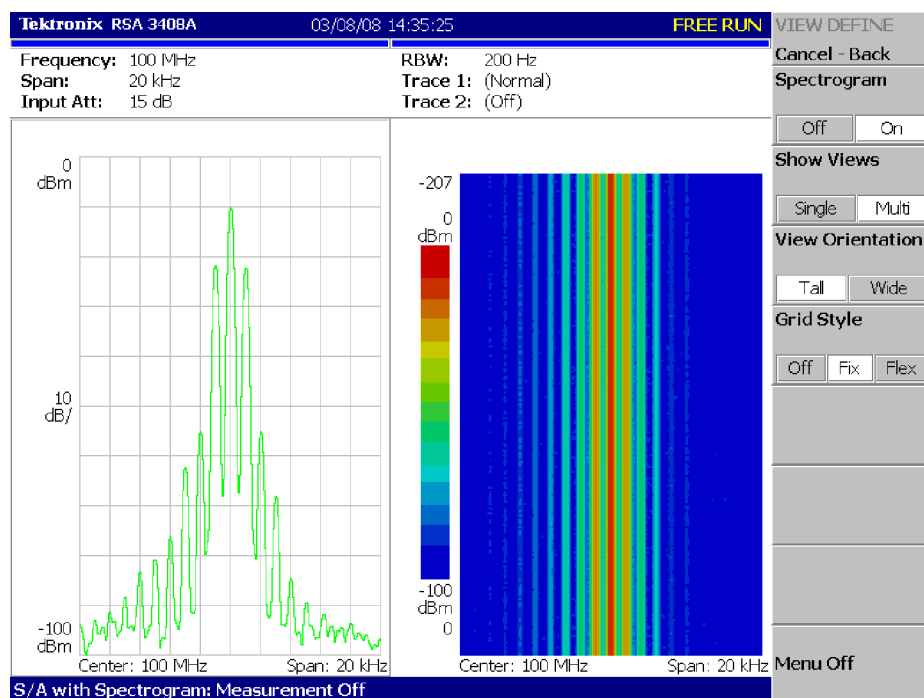 Tektronix RSA 3408A 03/08/08 14:35:25 FREE RUN
Frequency: 100 MHz
Span: 20 kHz
Input Att: 15 dB
RBW: 200 Hz
Trace 1: (Normal)
Trace 2: (Off)
0
dBm
10
dB/
-100
dBm
Center: 100 MHz Span: 20 kHz
-207
0
dBm
-100
dBm
0
Center: 100 MHz Span: 20 kHz
S/A with Spectrogram: Measurement Off
VIEW DEFINE
Cancel - Back
Spectrogram
Off On
Show Views
Single Multi
View Orientation
Tall Wide
Grid Style
Off Fix Flex
Menu Off